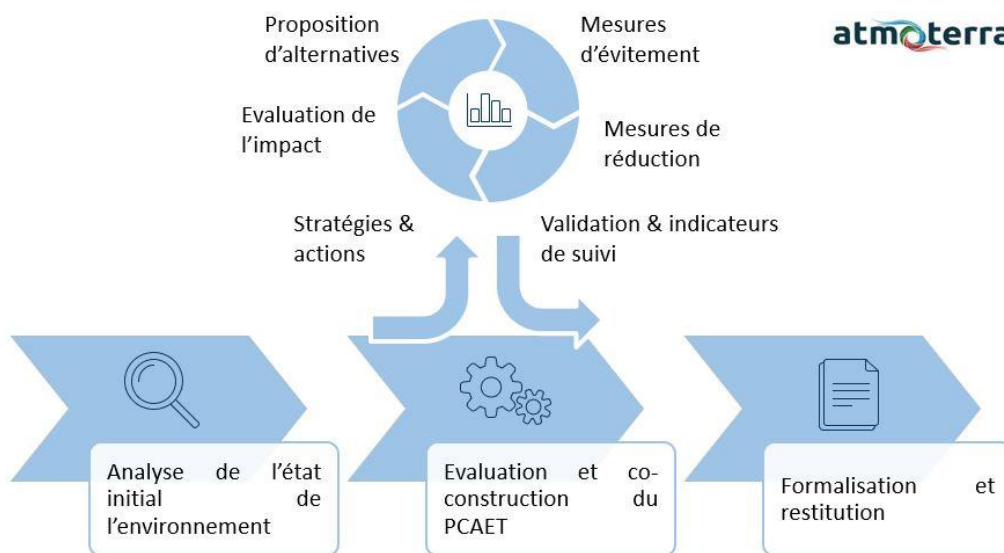 Proposition
d'alternatives
Mesures
d'évitement
atmoterra
Evaluation de
l'impact
Mesures de
réduction
Stratégies &
actions
Validation & indicateurs
de suivi
Analyse de l'état
initial de
l'environnement
Evaluation et co-
construction du
PCAET
Formalisation et
restitution